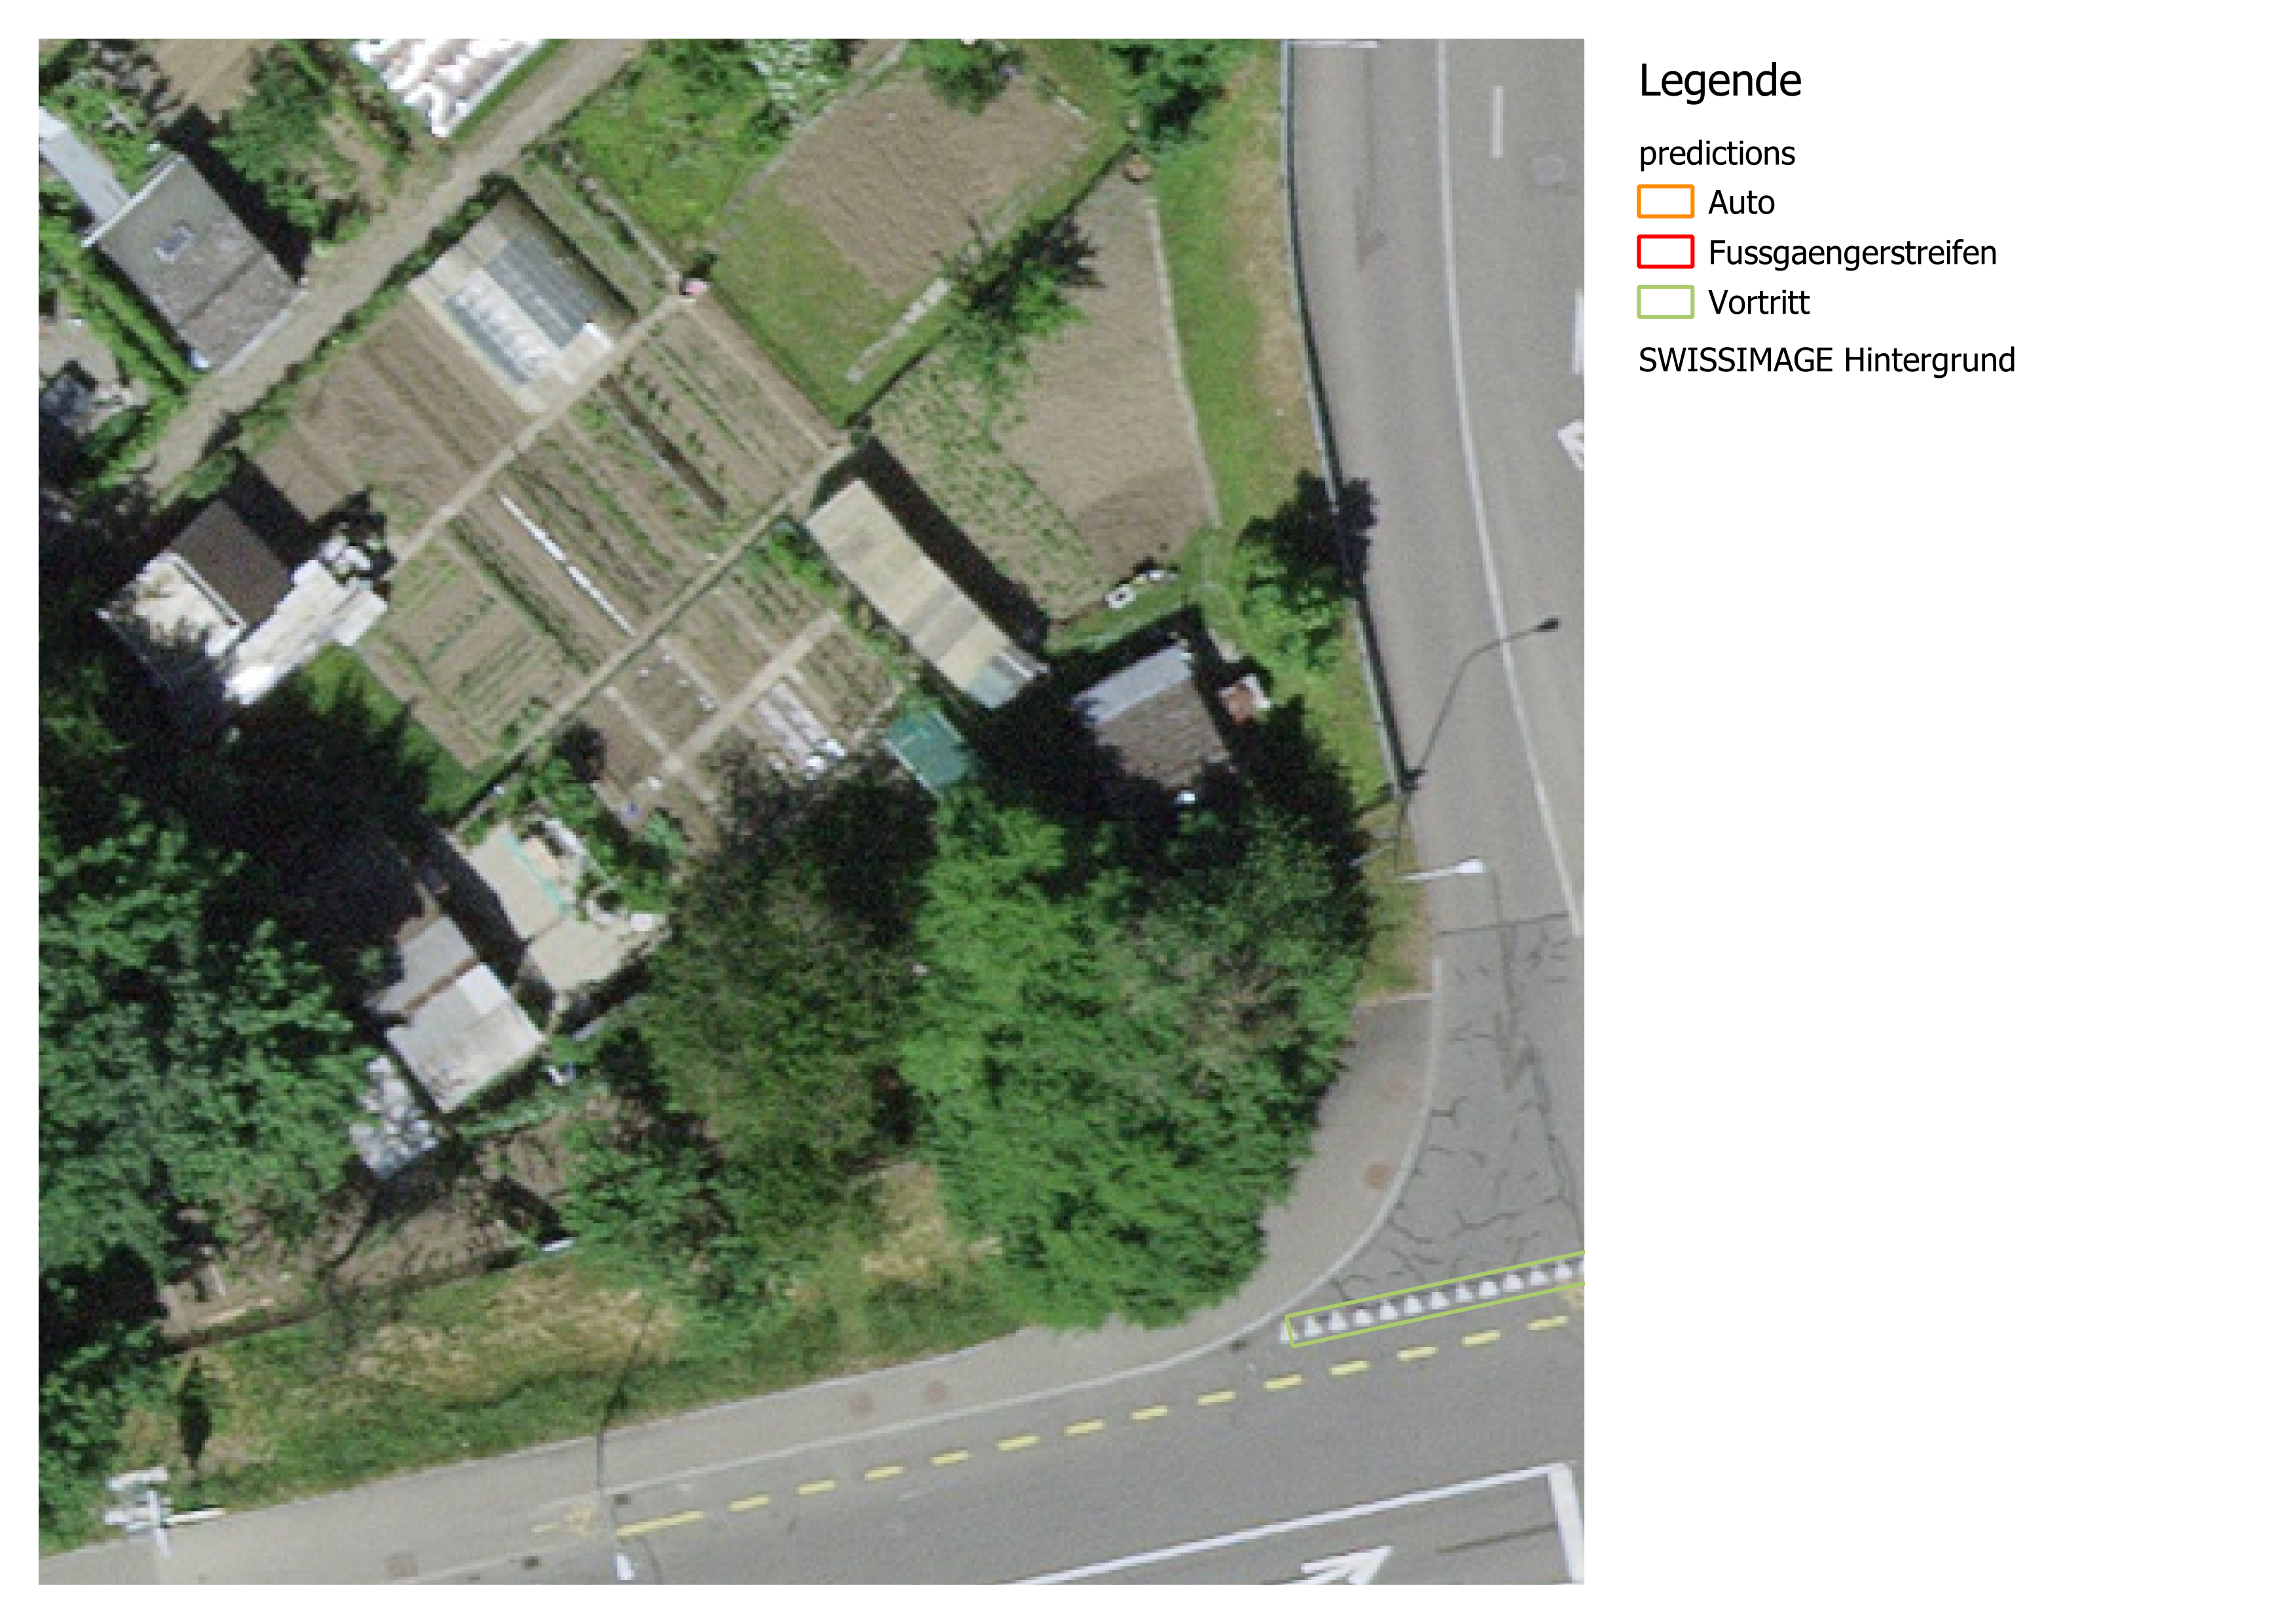 Legende
predictions
Auto
Fussgaengerstreifen
Vortritt
SWISSIMAGE Hintergrund